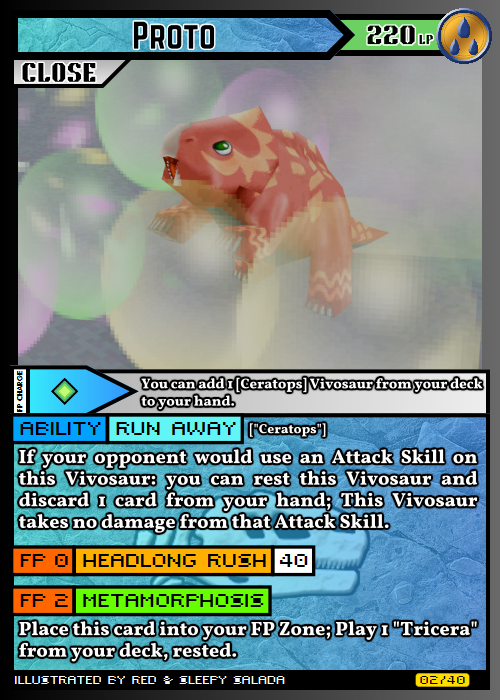 PROTO
220 LP
CLOSE
FP CHARGE
You can add 1 [Ceratops] Vivosaur from your deck
to your hand.
ABILITY RUN AWAY ["Ceratops"]
If your opponent would use an Attack Skill on
this Vivosaur: you can rest this Vivosaur and
discard 1 card from your hand; This Vivosaur
takes no damage from that Attack Skill.
FP 0 HEADLONG RUSH 40
FP 2 METAMORPHOSIS
Place this card into your FP Zone; Play 1 "Tricera"
from your deck, rested.
ILLUSTRATED BY RED & SLEEPY SALADA
02/40